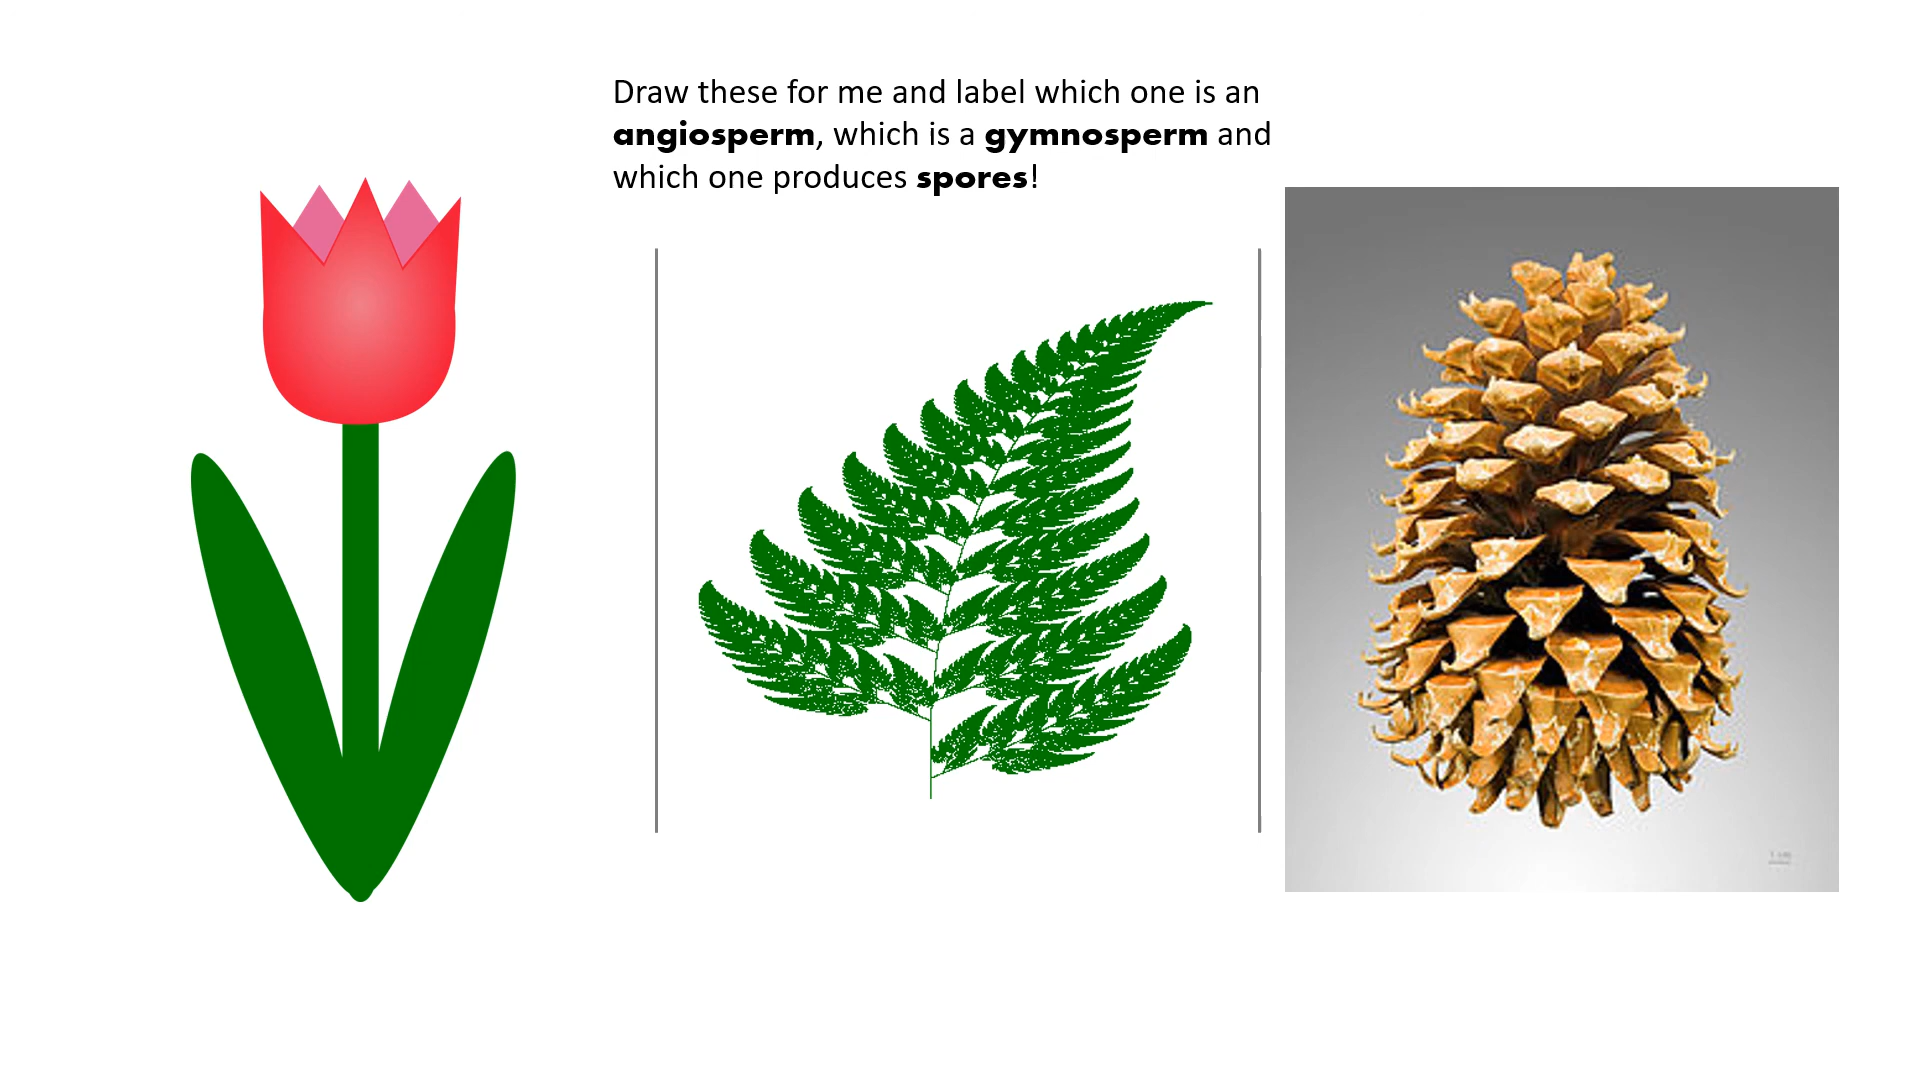 Draw these for me and label which one is an
angiosperm, which is a gymnosperm and
which one produces spores!